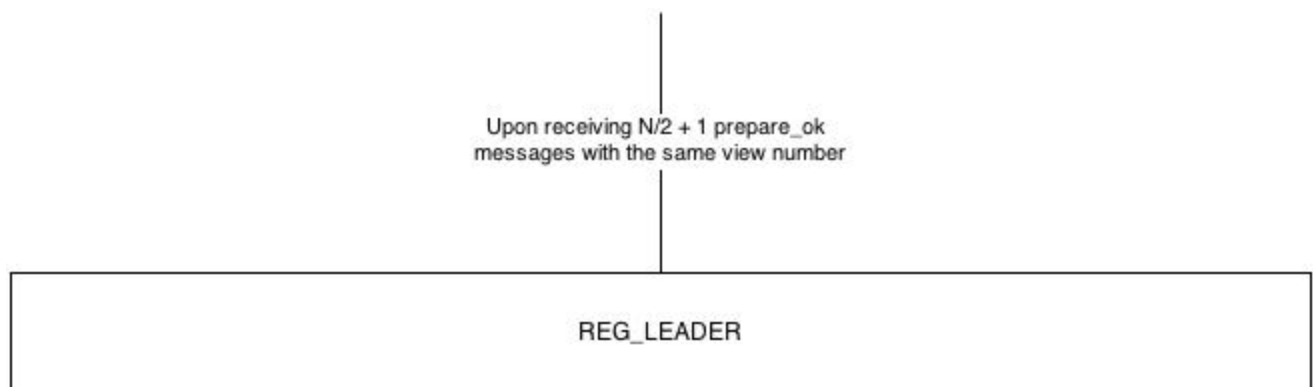 Upon receiving N/2 + 1 prepare_ok
messages with the same view number
REG_LEADER